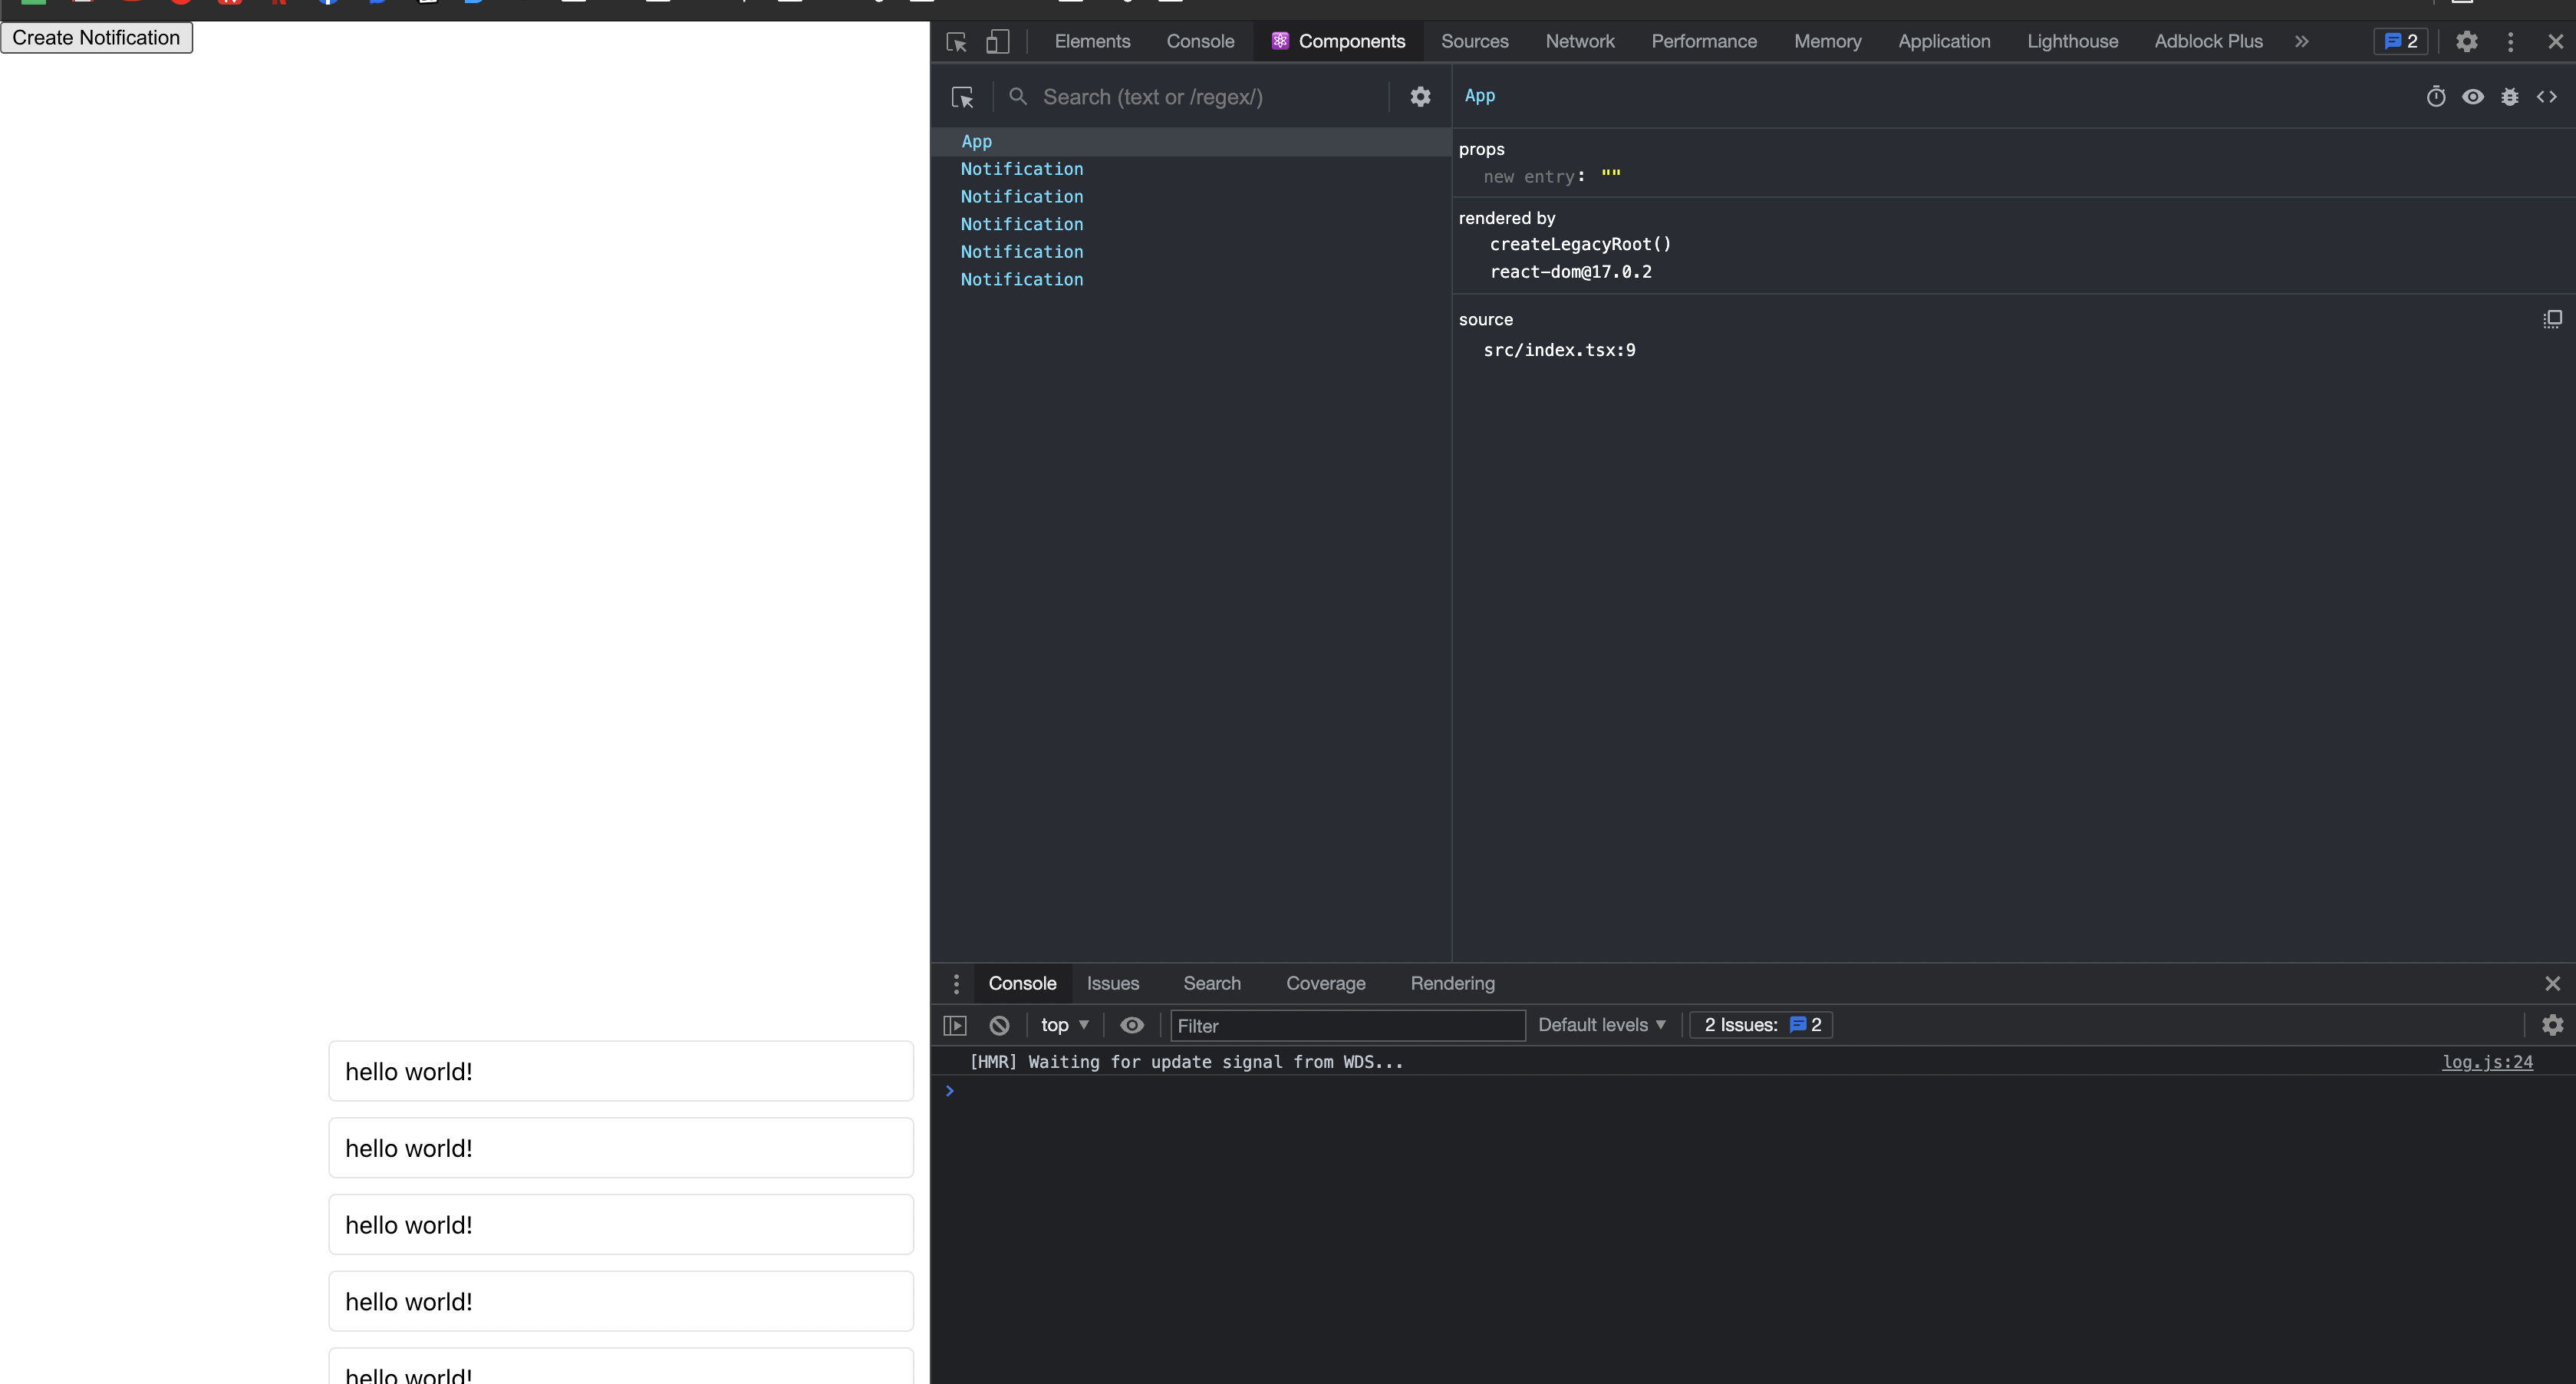 Create Notification
Elements Console Components Sources Network Performance Memory Application Lighthouse Adblock Plus 2
Search (text or /regex/)
App
Notification
Notification
Notification
Notification
Notification
App
props
new entry: ""
rendered by
createLegacyRoot()
react-dom@17.0.2
source
src/index.tsx:9
hello world!
hello world!
hello world!
hello world!
hello world!
Console Issues Search Coverage Rendering
top Filter Default levels 2 Issues: 2
[HMR] Waiting for update signal from WDS... log.js:24